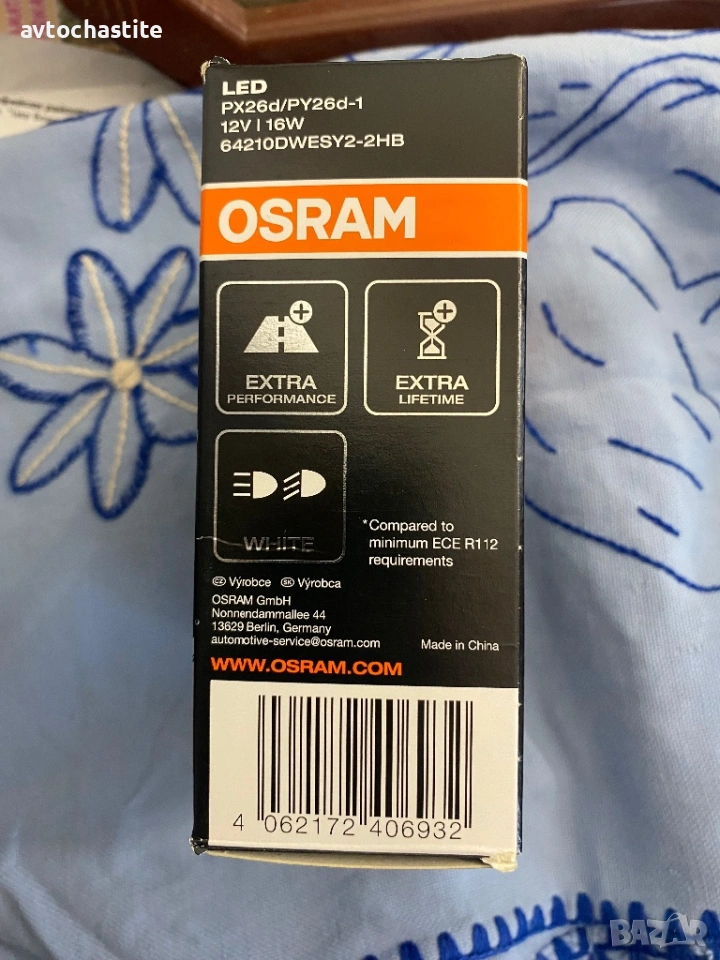 avtochastite
LED
PX26d/PY26d-1
12V | 16W
64210DWESY2-2HB
OSRAM
EXTRA
PERFORMANCE
EXTRA
LIFETIME
WHITE
*Compared to
minimum ECE R112
requirements
CZ Výrobce SK Výrobca
OSRAM GmbH
Nonnendammallee 44
13629 Berlin, Germany
automotive-service@osram.com
Made in China
WWW.OSRAM.COM
4 062172 406932
BAZAR